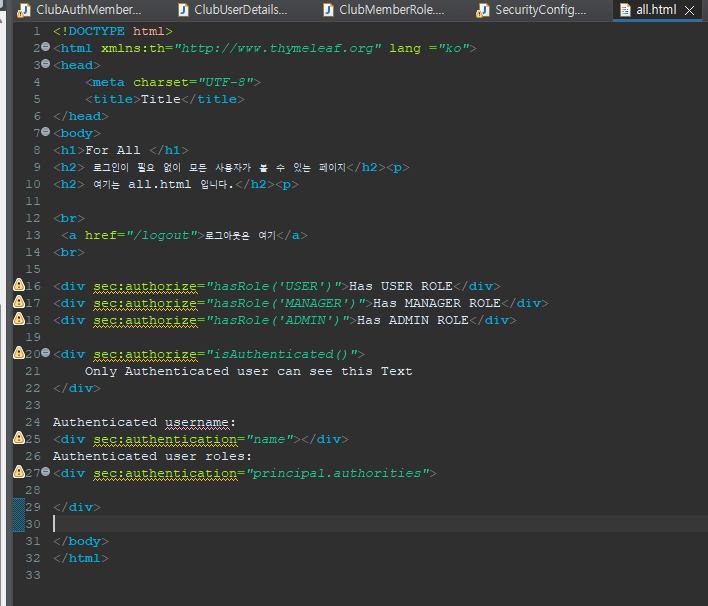 ClubAuthMember... ClubUserDetails... ClubMemberRole.... SecurityConfig.... all.html
1 <!DOCTYPE html>
2 <html xmlns:th="http://www.thymeleaf.org" lang ="ko">
3 <head>
4 <meta charset="UTF-8">
5 <title>Title</title>
6 </head>
7 <body>
8 <h1>For All </h1>
9 <h2> 로그인이 필요 없이 모든 사용자가 볼 수 있는 페이지</h2><p>
10 <h2> 여기는 all.html 입니다.</h2><p>
11
12 <br>
13 <a href="/logout">로그아웃은 여기</a>
14 <br>
15
16 <div sec:authorize="hasRole('USER')">Has USER ROLE</div>
17 <div sec:authorize="hasRole('MANAGER')">Has MANAGER ROLE</div>
18 <div sec:authorize="hasRole('ADMIN')">Has ADMIN ROLE</div>
19
20 <div sec:authorize="isAuthenticated()">
21 Only Authenticated user can see this Text
22 </div>
23
24 Authenticated username:
25 <div sec:authentication="name"></div>
26 Authenticated user roles:
27 <div sec:authentication="principal.authorities">
28
29 </div>
30
31 </body>
32 </html>
33